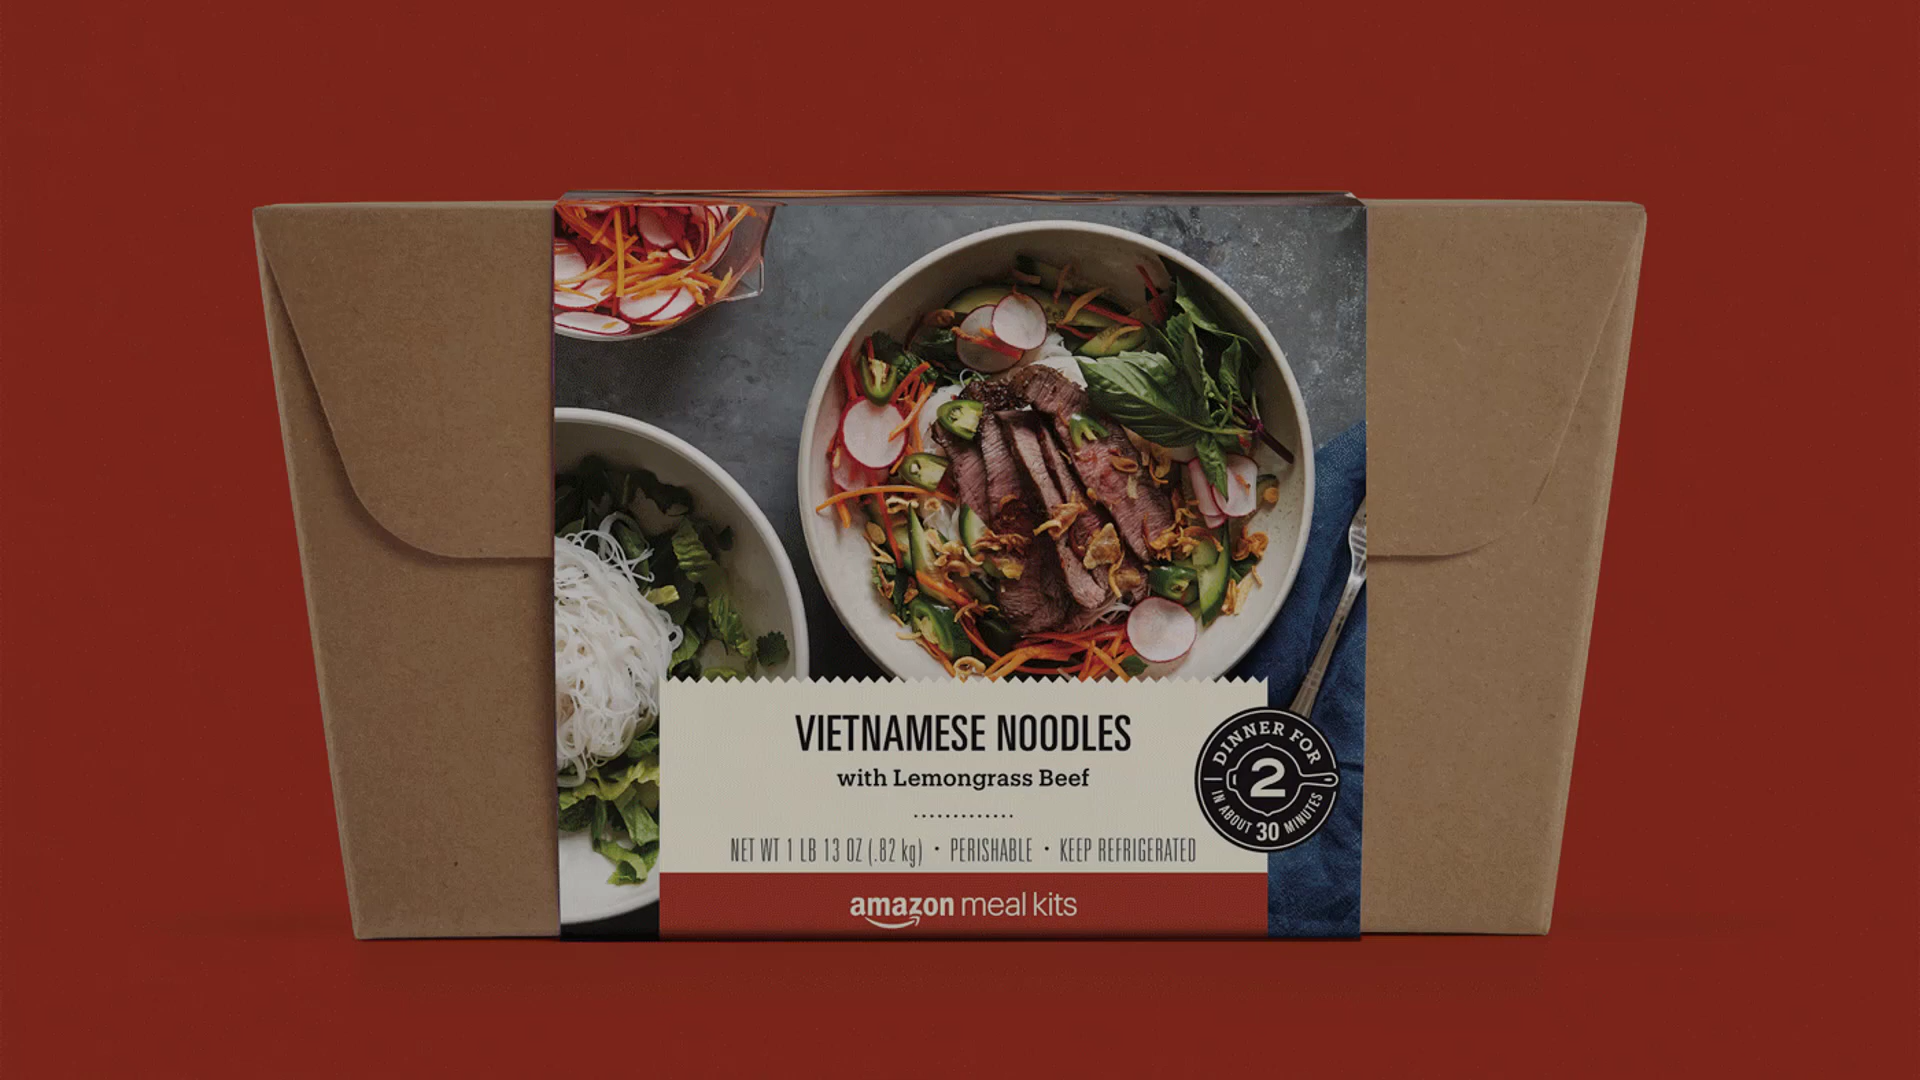 VIETNAMESE NOODLES
with Lemongrass Beef
NET WT 1 LB 13 OZ (.82 kg) • PERISHABLE • KEEP REFRIGERATED
DINNER FOR
2
IN ABOUT 30 MINUTES
amazon meal kits